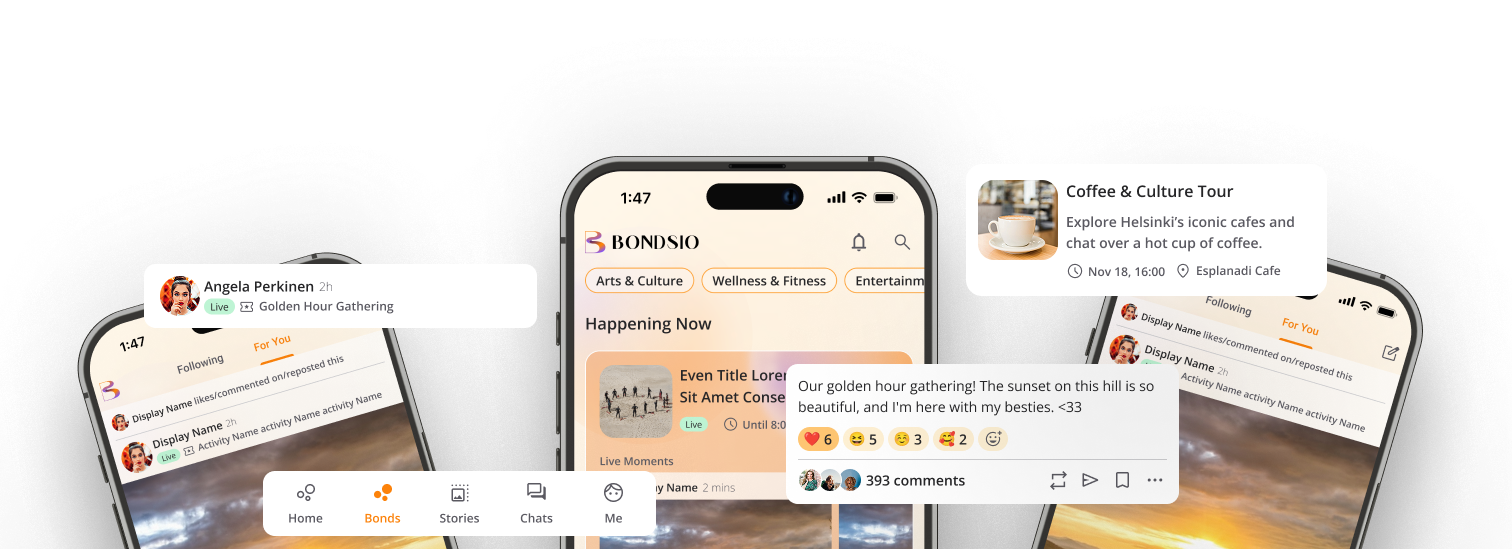 Angela Perkinen 2h
Live Golden Hour Gathering
1:47
Following
For You
Display Name likes/commented on/reposted this
Display Name 2h
Live Activity Name activity Name activity Name
Home
Bonds
Stories
Chats
Me
1:47
BONDSIO
Arts & Culture
Wellness & Fitness
Entertainm
Happening Now
Even Title Lorem
Sit Amet Conse
Live Until 8:0
Live Moments
Name 2 mins
Coffee & Culture Tour
Explore Helsinki's iconic cafes and
chat over a hot cup of coffee.
Nov 18, 16:00 Esplanadi Cafe
Following
For You
Display Name likes/commented on/reposted this
Display Name 2h
Activity Name activity Name activity Name
Our golden hour gathering! The sunset on this hill is so
beautiful, and I'm here with my besties. <33
6
5
3
2
393 comments